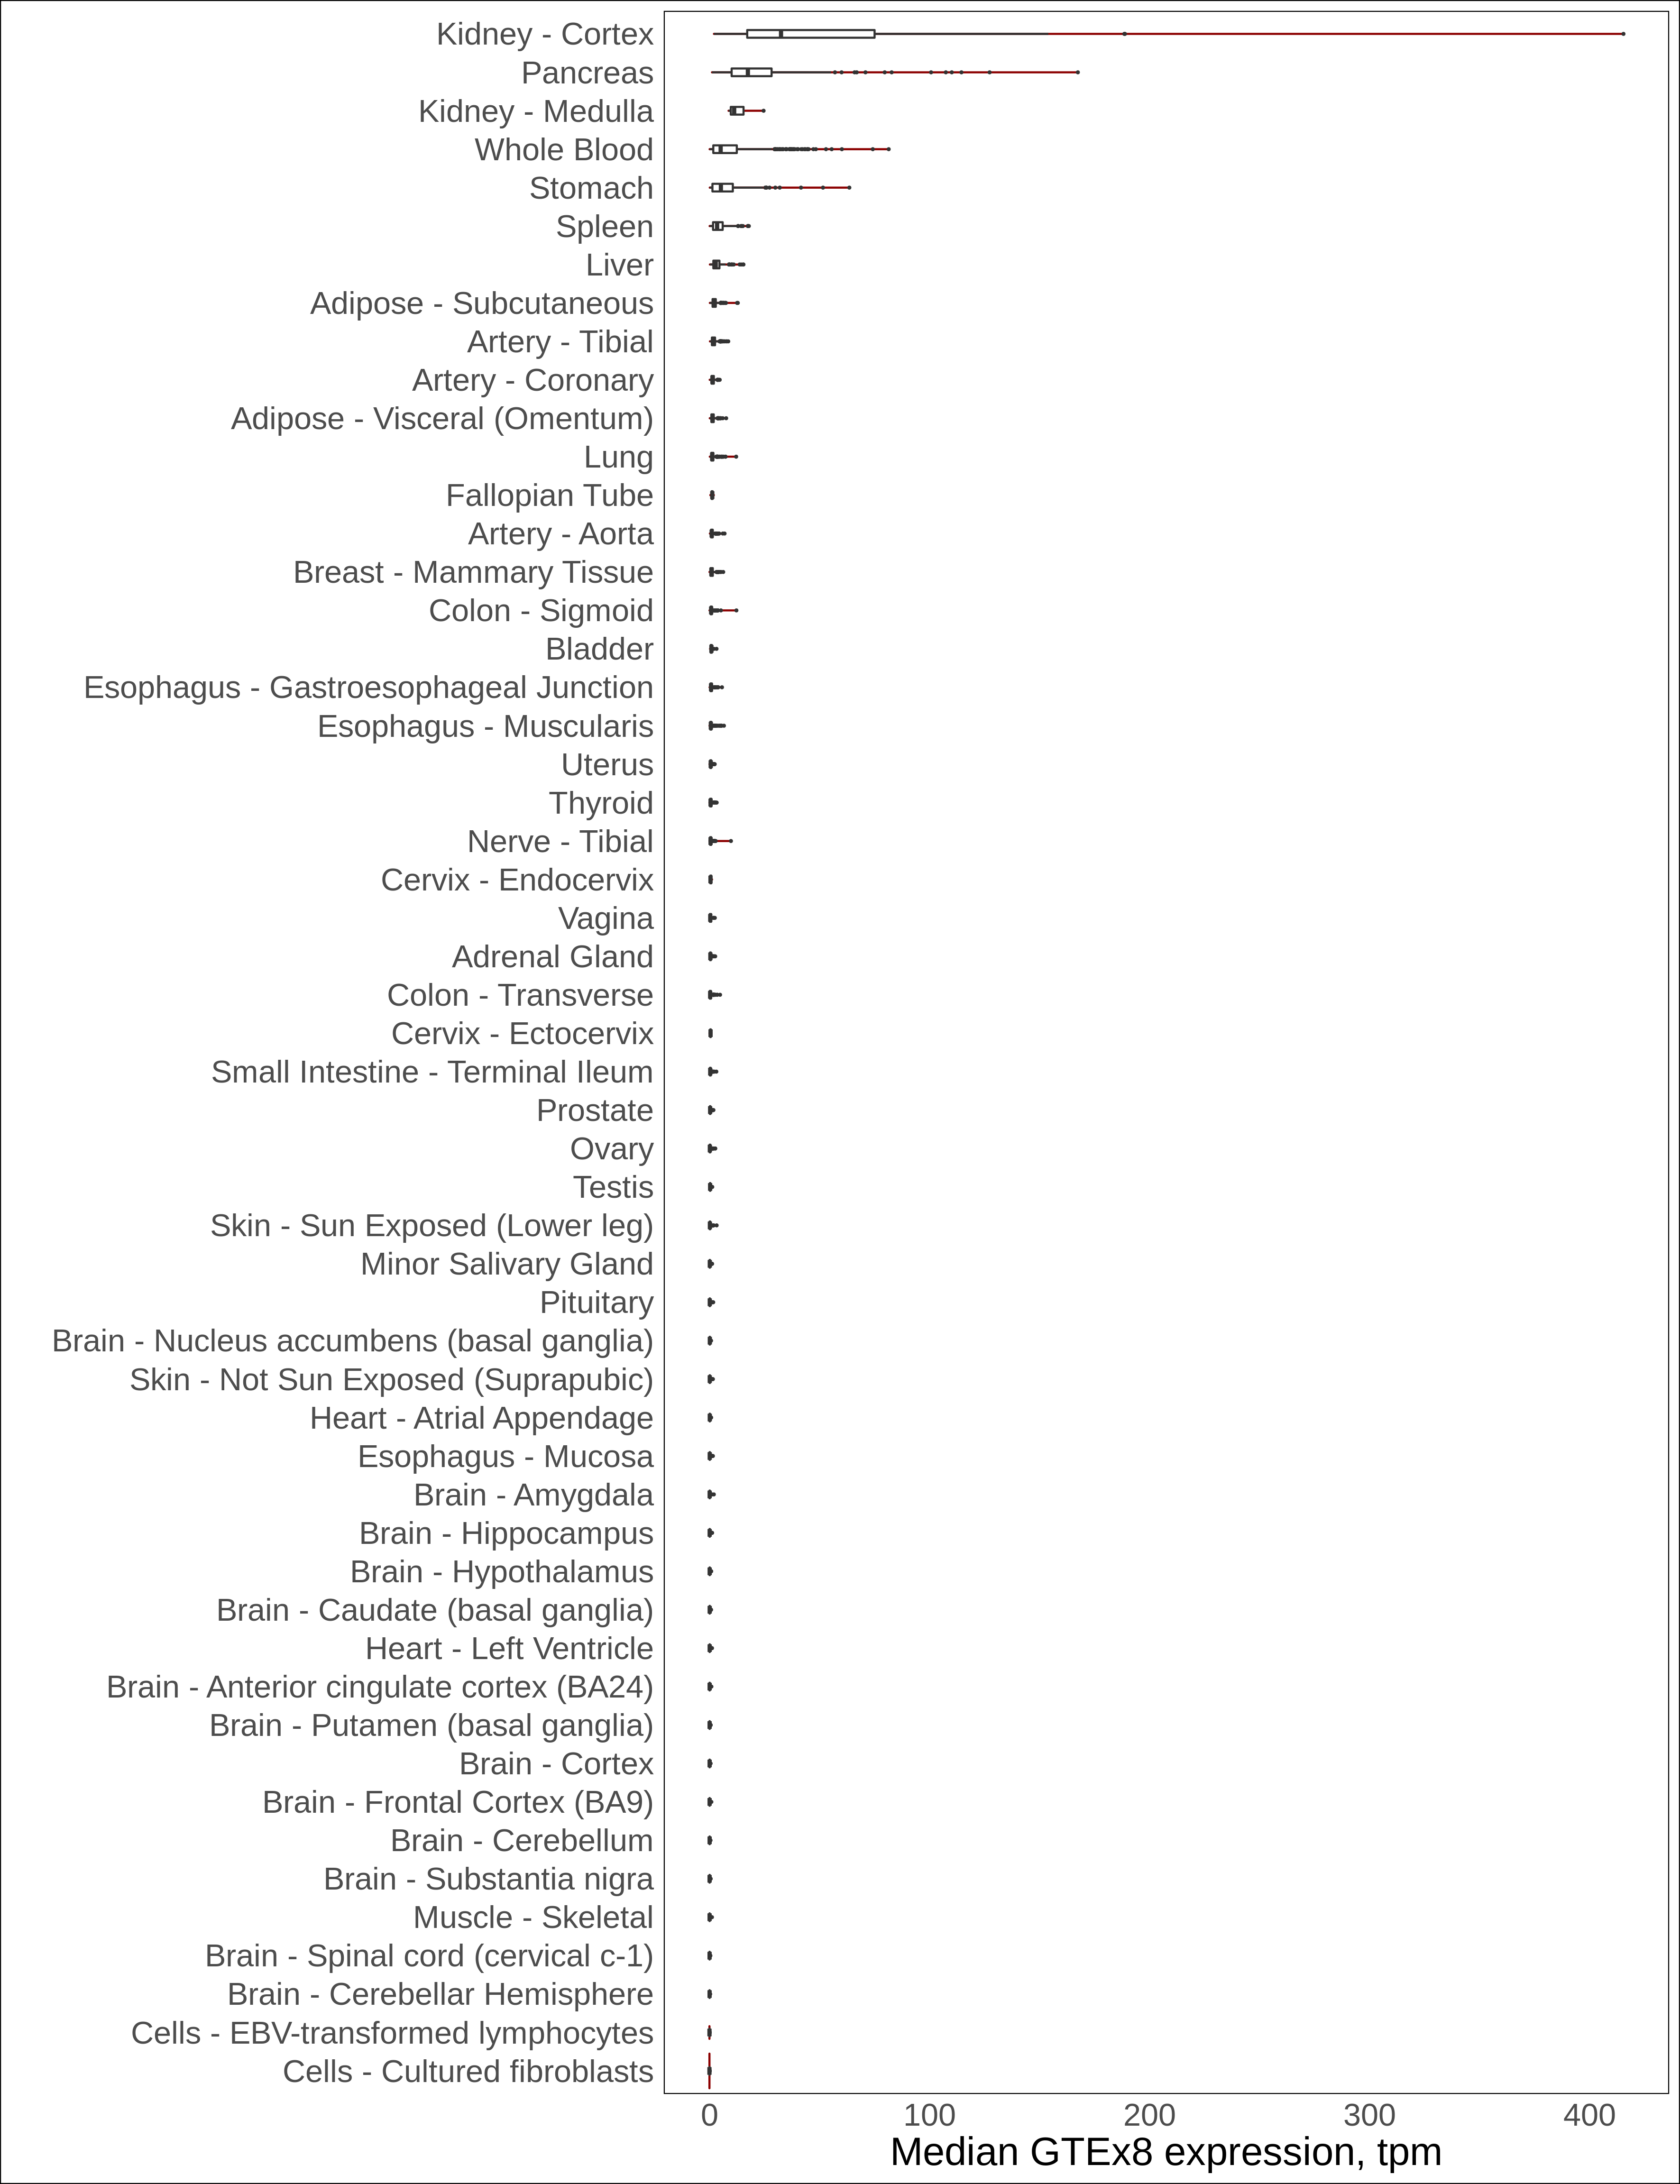 Kidney - Cortex
Pancreas
Kidney - Medulla
Whole Blood
Stomach
Spleen
Liver
Adipose - Subcutaneous
Artery - Tibial
Artery - Coronary
Adipose - Visceral (Omentum)
Lung
Fallopian Tube
Artery - Aorta
Breast - Mammary Tissue
Colon - Sigmoid
Bladder
Esophagus - Gastroesophageal Junction
Esophagus - Muscularis
Uterus
Thyroid
Nerve - Tibial
Cervix - Endocervix
Vagina
Adrenal Gland
Colon - Transverse
Cervix - Ectocervix
Small Intestine - Terminal Ileum
Prostate
Ovary
Testis
Skin - Sun Exposed (Lower leg)
Minor Salivary Gland
Pituitary
Brain - Nucleus accumbens (basal ganglia)
Skin - Not Sun Exposed (Suprapubic)
Heart - Atrial Appendage
Esophagus - Mucosa
Brain - Amygdala
Brain - Hippocampus
Brain - Hypothalamus
Brain - Caudate (basal ganglia)
Heart - Left Ventricle
Brain - Anterior cingulate cortex (BA24)
Brain - Putamen (basal ganglia)
Brain - Cortex
Brain - Frontal Cortex (BA9)
Brain - Cerebellum
Brain - Substantia nigra
Muscle - Skeletal
Brain - Spinal cord (cervical c-1)
Brain - Cerebellar Hemisphere
Cells - EBV-transformed lymphocytes
Cells - Cultured fibroblasts
0 100 200 300 400
Median GTEx8 expression, tpm